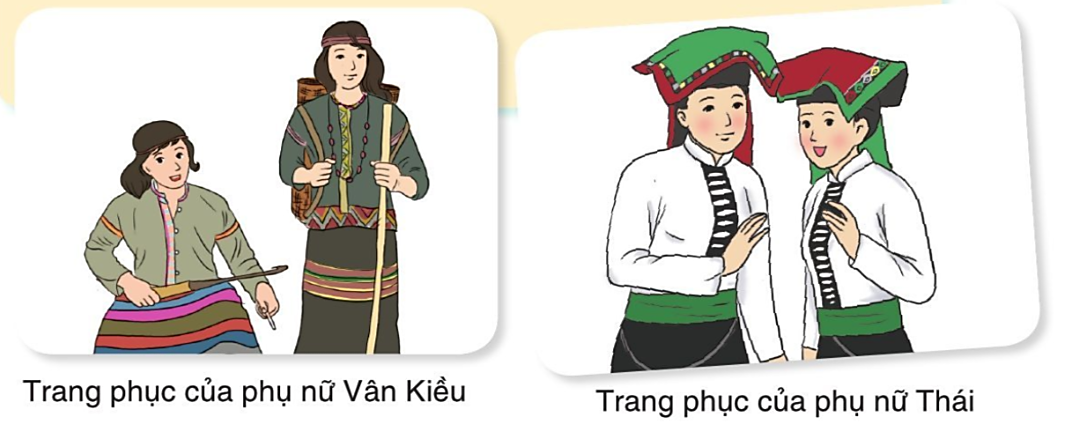 Trang phục của phụ nữ Vân Kiều
Trang phục của phụ nữ Thái